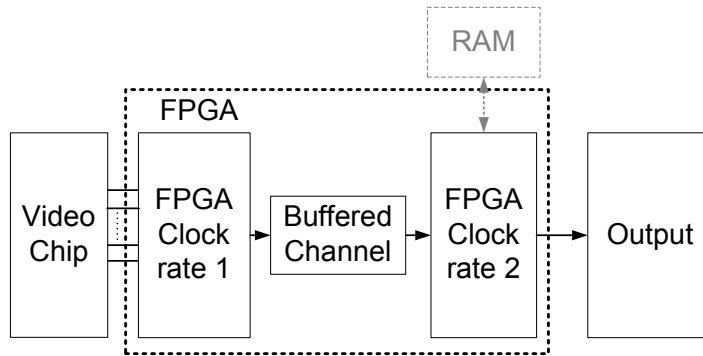 RAM
FPGA
Video
Chip
FPGA
Clock
rate 1
Buffered
Channel
FPGA
Clock
rate 2
Output